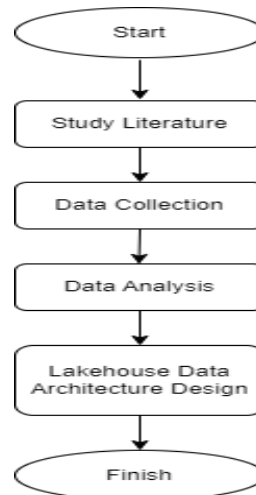 Start
Study Literature
Data Collection
Data Analysis
Lakehouse Data
Architecture Design
Finish